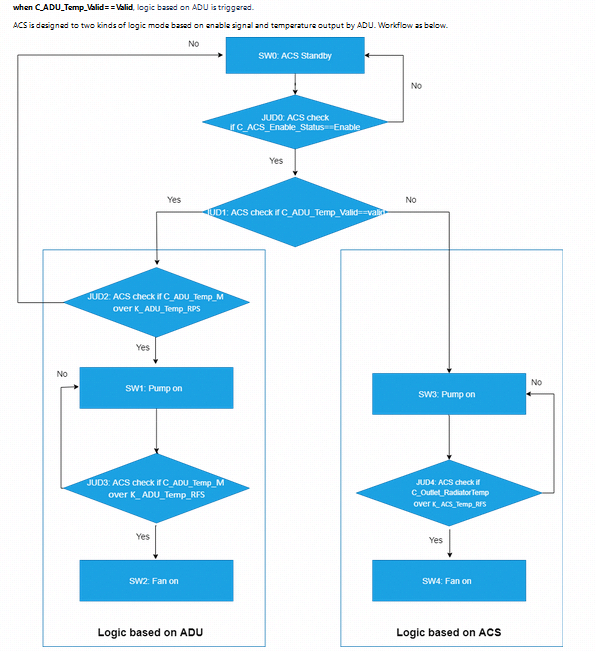 when C_ADU_Temp_Valid==Valid, logic based on ADU is triggered.
ACS is designed to two kinds of logic mode based on enable signal and temperature output by ADU. Workflow as below.
No
SW0: ACS Standby
No
JUD0: ACS check
if C_ACS_Enable_Status==Enable
Yes
Yes
No
JUD1: ACS check if C_ADU_Temp_Valid==valid
JUD2: ACS check if C_ADU_Temp_M
over K_ADU_Temp_RPS
Yes
No
SW1: Pump on
SW3: Pump on
No
JUD3: ACS check if C_ADU_Temp_M
over K_ADU_Temp_RFS
JUD4: ACS check if
C_Outlet_RadiatorTemp
over K_ACS_Temp_RFS
Yes
Yes
SW2: Fan on
SW4: Fan on
Logic based on ADU
Logic based on ACS